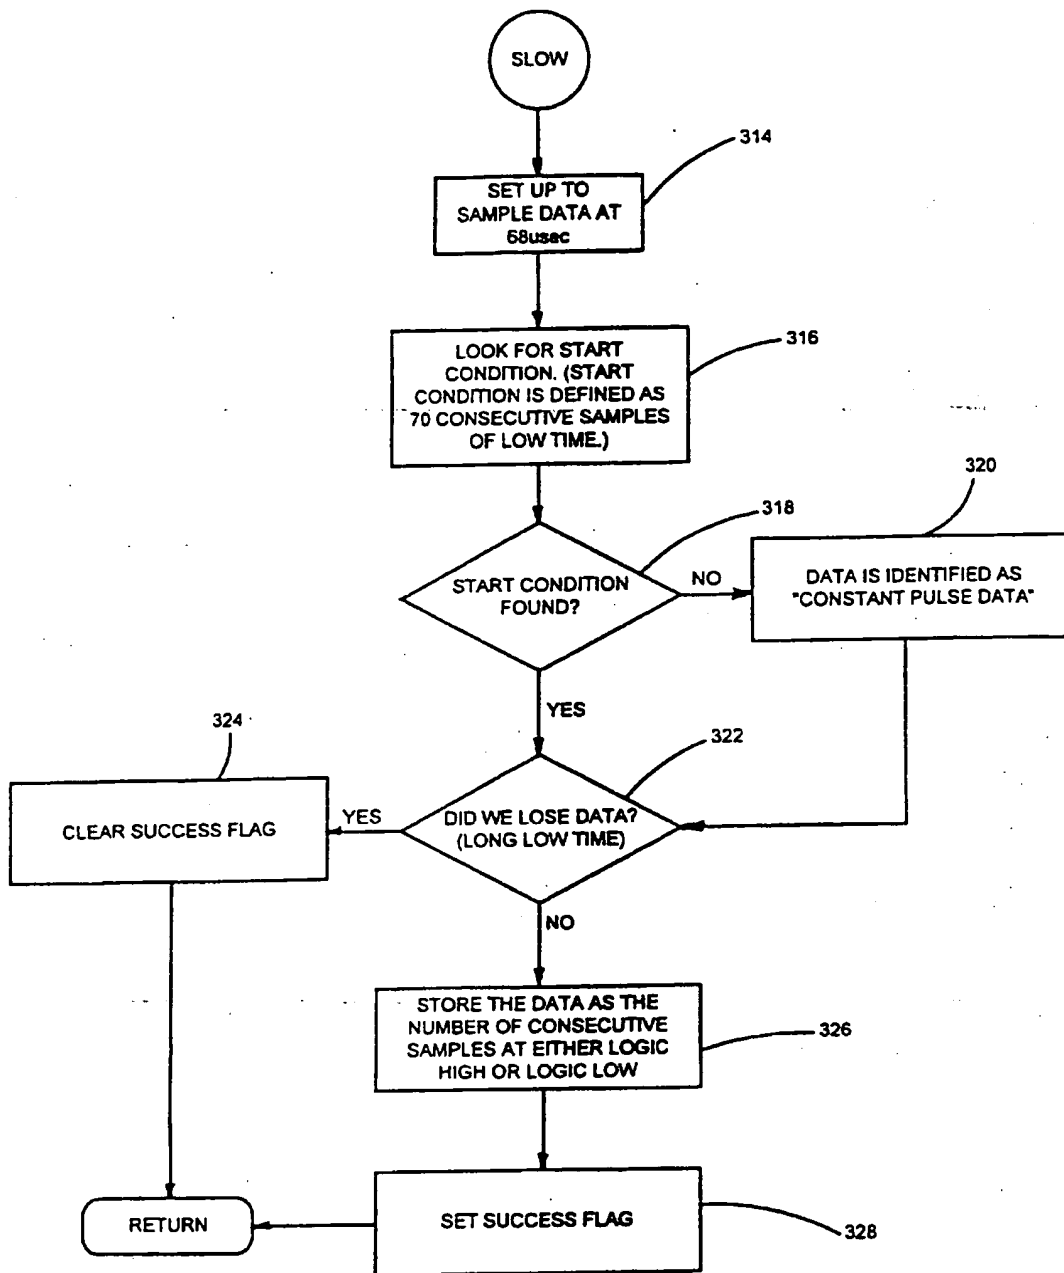 SLOW
314
SET UP TO
SAMPLE DATA AT
68usec
316
LOOK FOR START
CONDITION. (START
CONDITION IS DEFINED AS
70 CONSECUTIVE SAMPLES
OF LOW TIME.)
318
320
START CONDITION
FOUND?
NO
DATA IS IDENTIFIED AS
"CONSTANT PULSE DATA"
YES
324
322
CLEAR SUCCESS FLAG
YES
DID WE LOSE DATA?
(LONG LOW TIME)
NO
STORE THE DATA AS THE
NUMBER OF CONSECUTIVE
SAMPLES AT EITHER LOGIC
HIGH OR LOGIC LOW
326
RETURN
SET SUCCESS FLAG
328